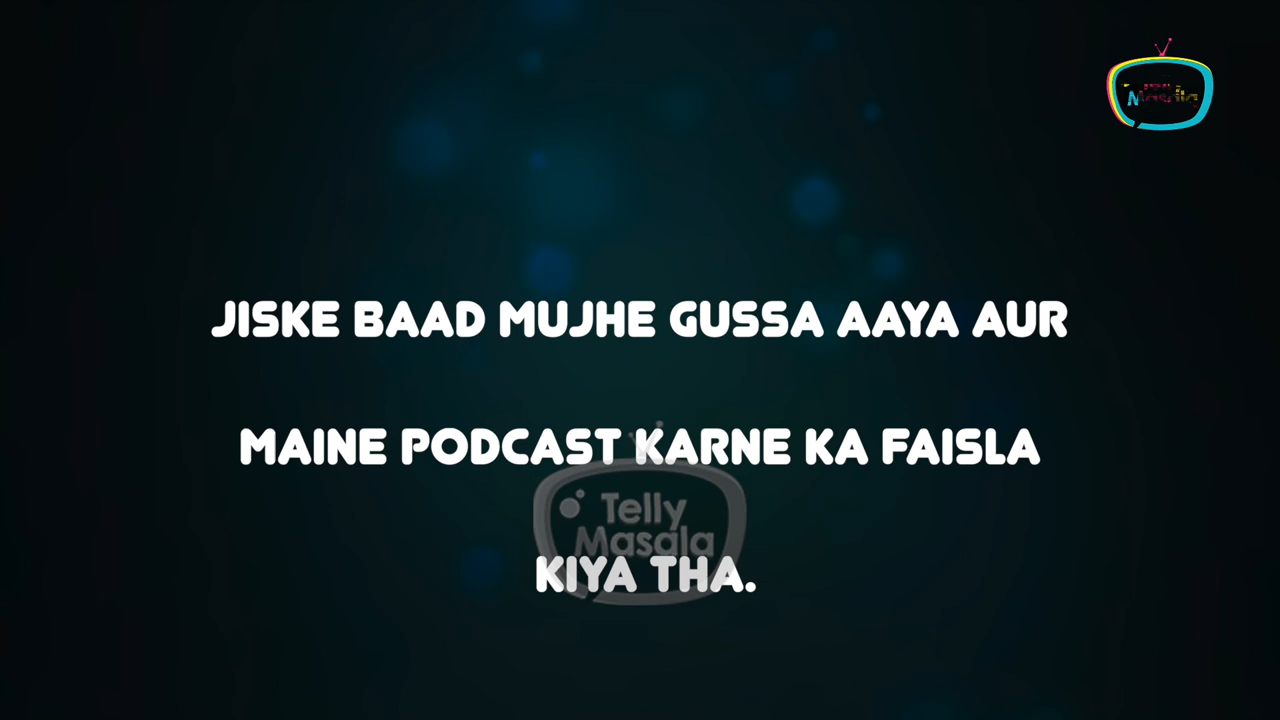 JISKE BAAD MUJHE GUSSA AAYA AUR
MAINE PODCAST KARNE KA FAISLA
Telly
Masala
KIYA THA.